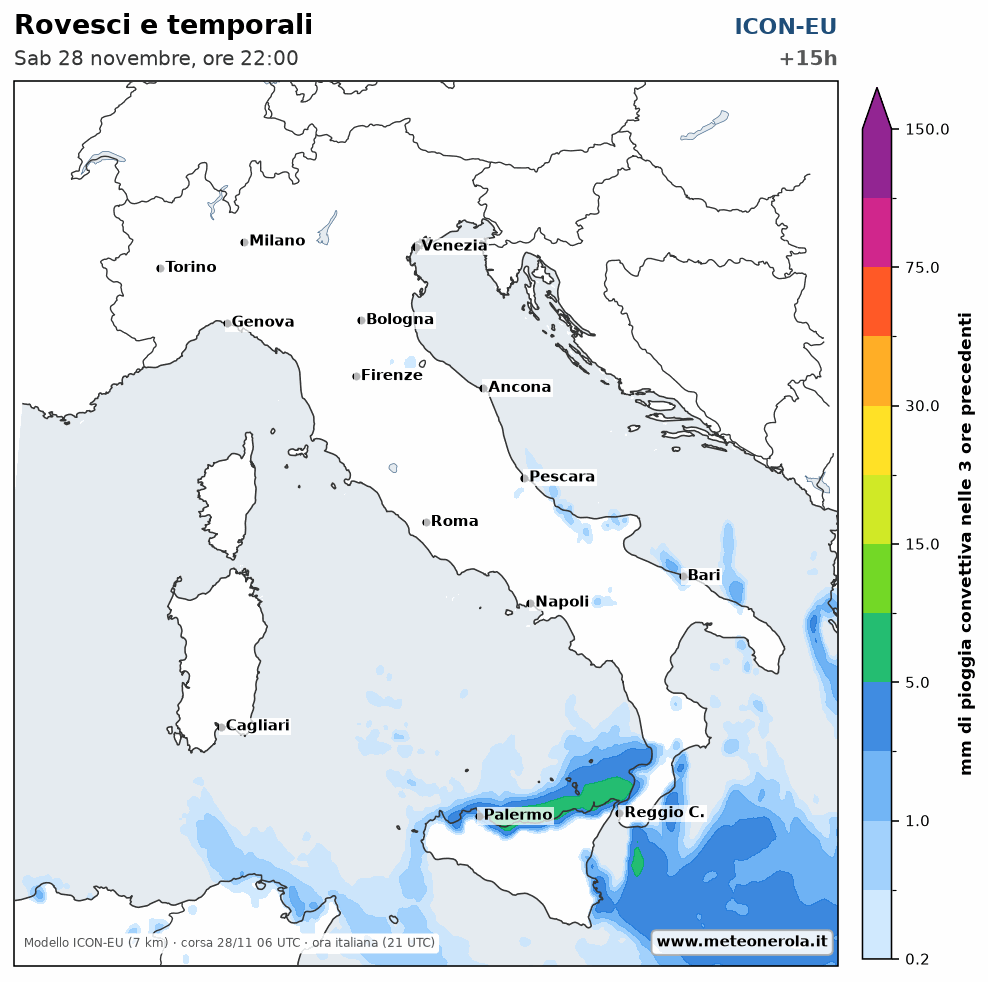 Rovesci e temporali
ICON-EU
Sab 28 novembre, ore 22:00
+15h
Milano
Venezia
Torino
Genova
Bologna
Firenze
Ancona
Pescara
Roma
Bari
Napoli
Cagliari
Palermo
Reggio C.
Modello ICON-EU (7 km) · corsa 28/11 06 UTC · ora italiana (21 UTC)
www.meteonerola.it
150.0
75.0
30.0
15.0
5.0
1.0
0.2
mm di pioggia convettiva nelle 3 ore precedenti